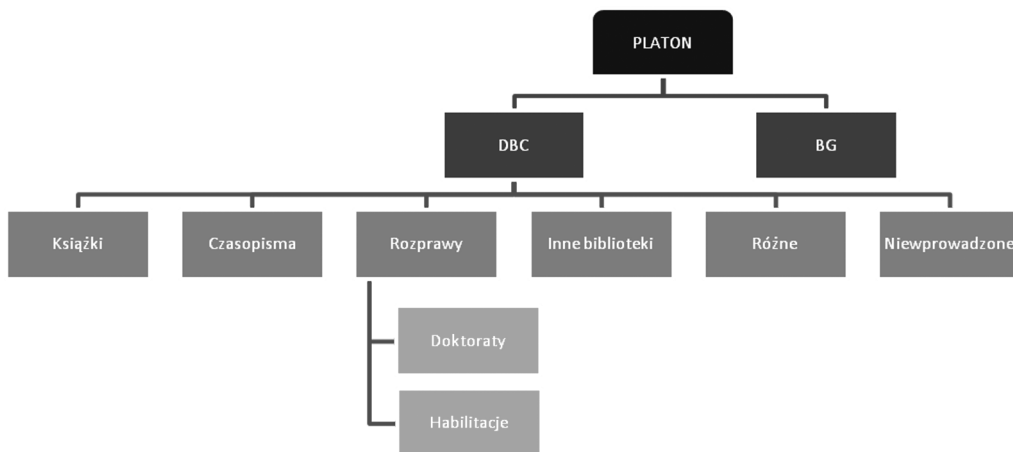 PLATON
DBC
BG
Książki
Czasopisma
Rozprawy
Inne biblioteki
Różne
Niewprowadzone
Doktoraty
Habilitacje